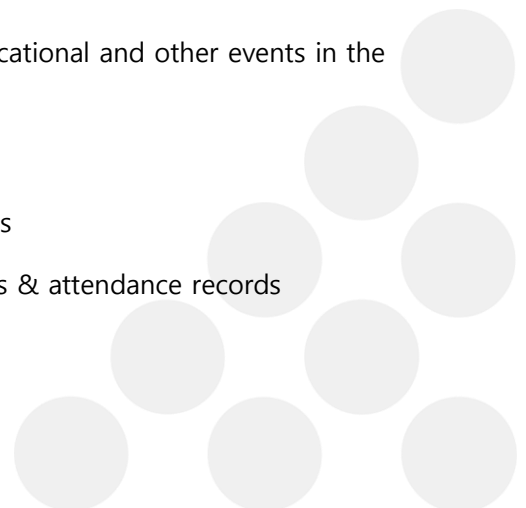 cational and other events in the
s
s & attendance records